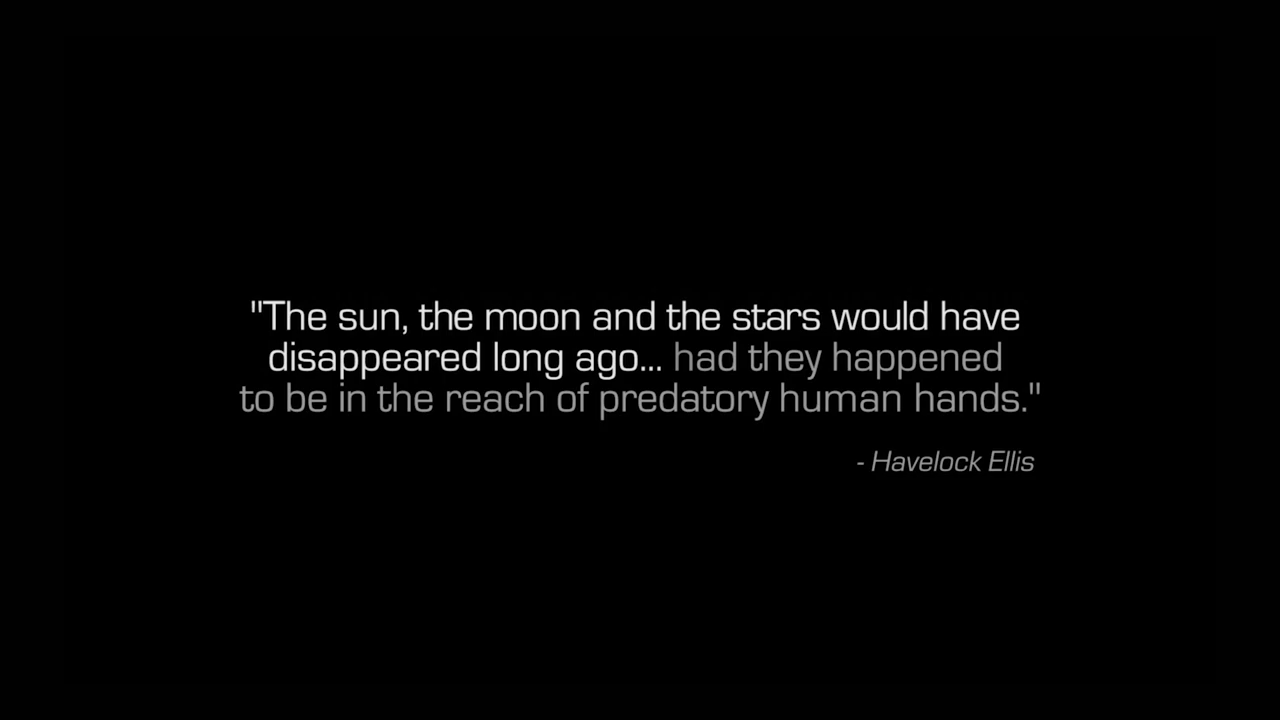 "The sun, the moon and the stars would have
disappeared long ago... had they happened
to be in the reach of predatory human hands."
- Havelock Ellis